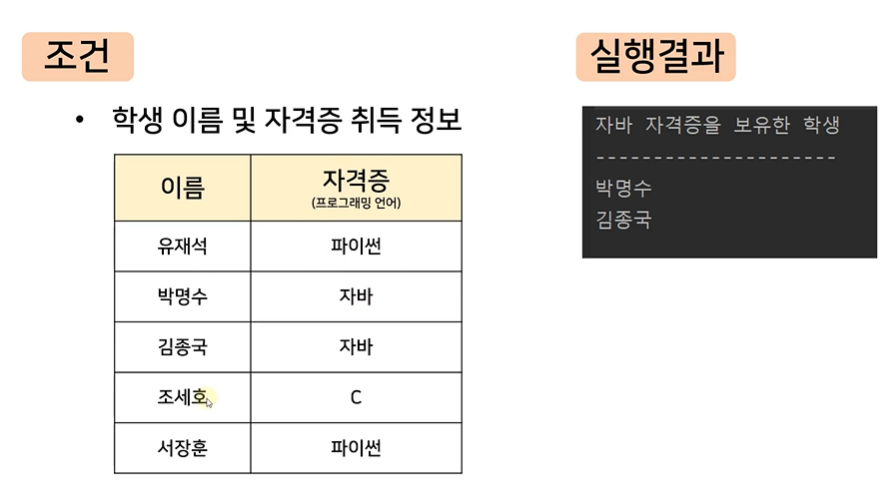 조건
• 학생 이름 및 자격증 취득 정보
이름 자격증
(프로그래밍 언어)
유재석 파이썬
박명수 자바
김종국 자바
조세호 C
서장훈 파이썬
실행결과
자바 자격증을 보유한 학생
---------------------
박명수
김종국